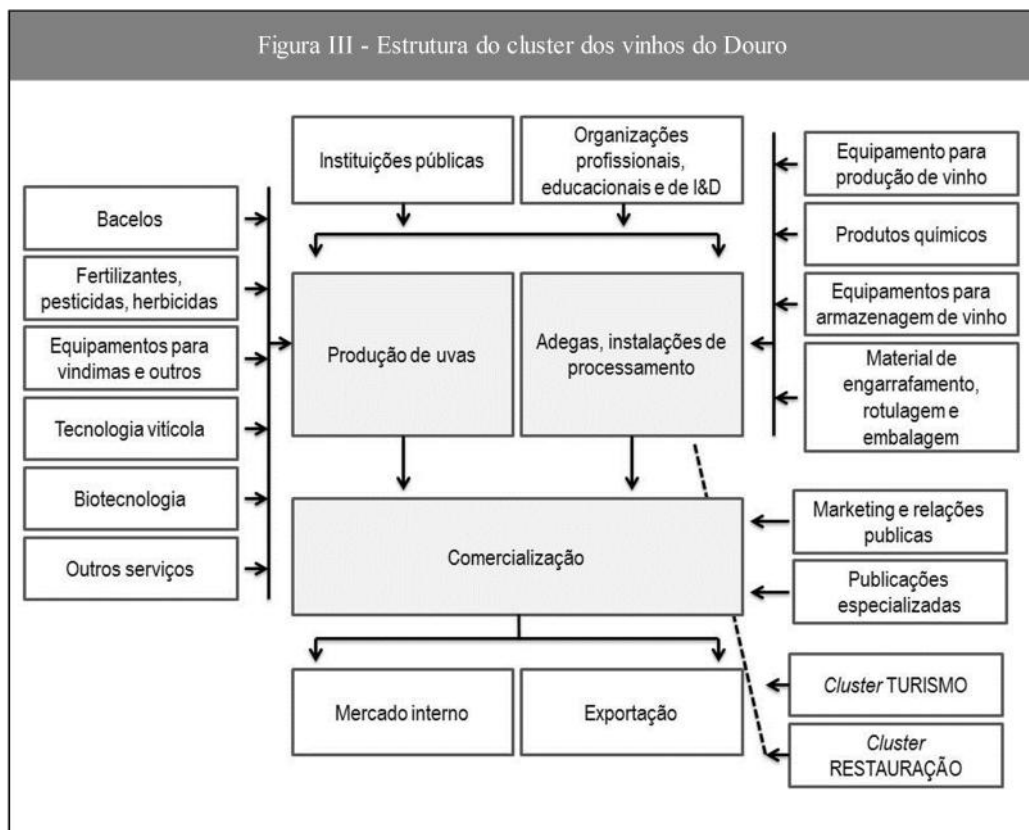 Figura III - Estrutura do cluster dos vinhos do Douro
Instituições públicas
Organizações
profissionais,
educacionais e de I&D
Equipamento para
produção de vinho
Bacelos
Produtos químicos
Fertilizantes,
pesticidas, herbicidas
Equipamentos para
armazenagem de vinho
Equipamentos para
vindimas e outros
Produção de uvas
Adegas, instalações de
processamento
Material de
engarrafamento,
rotulagem e
embalagem
Tecnologia vitícola
Biotecnologia
Marketing e relações
publicas
Outros serviços
Comercialização
Publicações
especializadas
Mercado interno
Exportação
Cluster TURISMO
Cluster
RESTAURAÇÃO